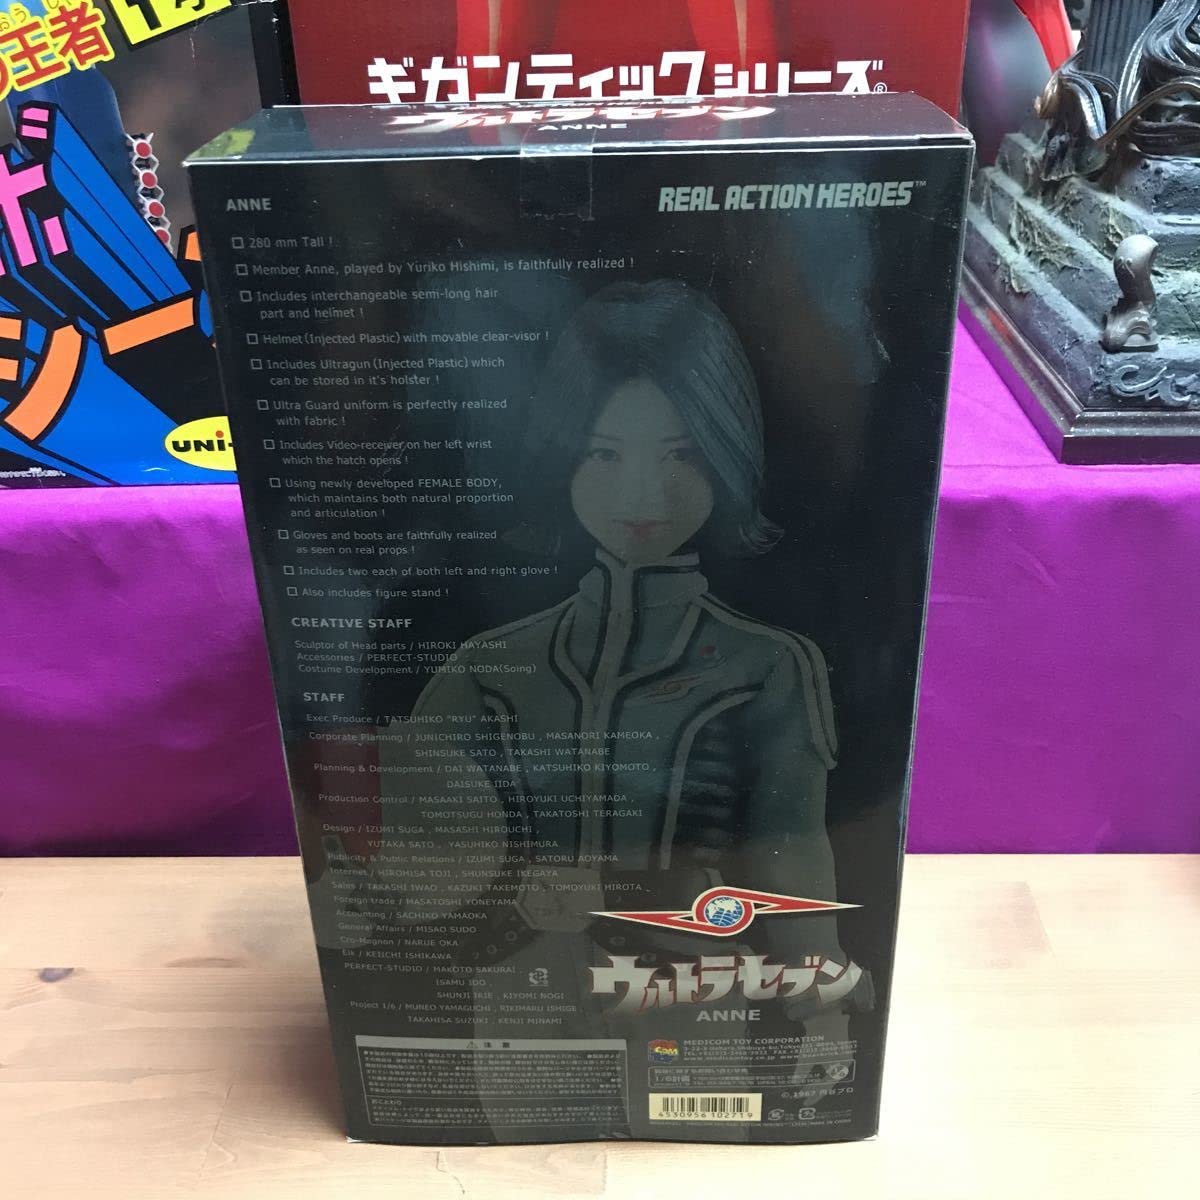 の王者
ギガンティックシリーズ®
UNi-
ウルトラセブン
ANNE
ANNE
REAL ACTION HEROES™
280 mm Tall !
Member Anne, played by Yuriko Hishimi, is faithfully realized !
Includes interchangeable semi-long hair
part and helmet !
Helmet (Injected Plastic) with movable clear-visor !
Includes Ultragun (Injected Plastic) which
can be stored in it's holster !
Ultra Guard uniform is perfectly realized
with fabric !
Includes Video-receiver on her left wrist
which the hatch opens !
Using newly developed FEMALE BODY,
which maintains both natural proportion
and articulation !
Gloves and boots are faithfully realized
as seen on real props !
Includes two each of both left and right glove !
Also includes figure stand !
CREATIVE STAFF
Sculptor of Head parts / HIROKI HAYASHI
Accessories / PERFECT-STUDIO
Costume Development / YUMIKO NODA(Soing)
STAFF
Exec Produce / TATSUHIKO "RYU" AKASHI
Corporate Planning / JUNICHIRO SHIGENOBU , MASANORI KAMEOKA ,
SHINSUKE SATO , TAKASHI WATANABE
Planning & Development / DAI WATANABE , KATSUHIKO KIYOMOTO ,
DAISUKE IIDA
Production Control / MASAAKI SAITO , HIROYUKI UCHIYAMADA ,
TOMOTSUGU HONDA , TAKATOSHI TERAGAKI
Design / IZUMI SUGA , MASASHI HIROUCHI ,
YUTAKA SATO , YASUHIKO NISHIMURA
Publicity & Public Relations / IZUMI SUGA , SATORU AOYAMA
Internet / HIROHISA TOJI , SHUNSUKE IKEGAYA
Sales / TAKASHI IWAO , KAZUKI TAKEMOTO , TOMOYUKI HIROTA
Foreign trade / MASATOSHI YONEYAMA
Accounting / SACHIKO YAMAOKA
General Affairs / MISAO SUDO
Cro-Magnon / NARUE OKA
Elk / KEIICHI ISHIKAWA
PERFECT-STUDIO / MAKOTO SAKURAI
ISAMU IDO ,
SHUNJI IRIE , KIYOMI NOGI
Project 1/6 / MUNEO YAMAGUCHI , RIKIMARU ISHIGE ,
TAKAHISA SUZUKI , KENJI MINAMI
ウルトラセブン
ANNE
注意
MEDICOM TOY CORPORATION
1/6計画
© 1967 円谷プロ
4530956102719